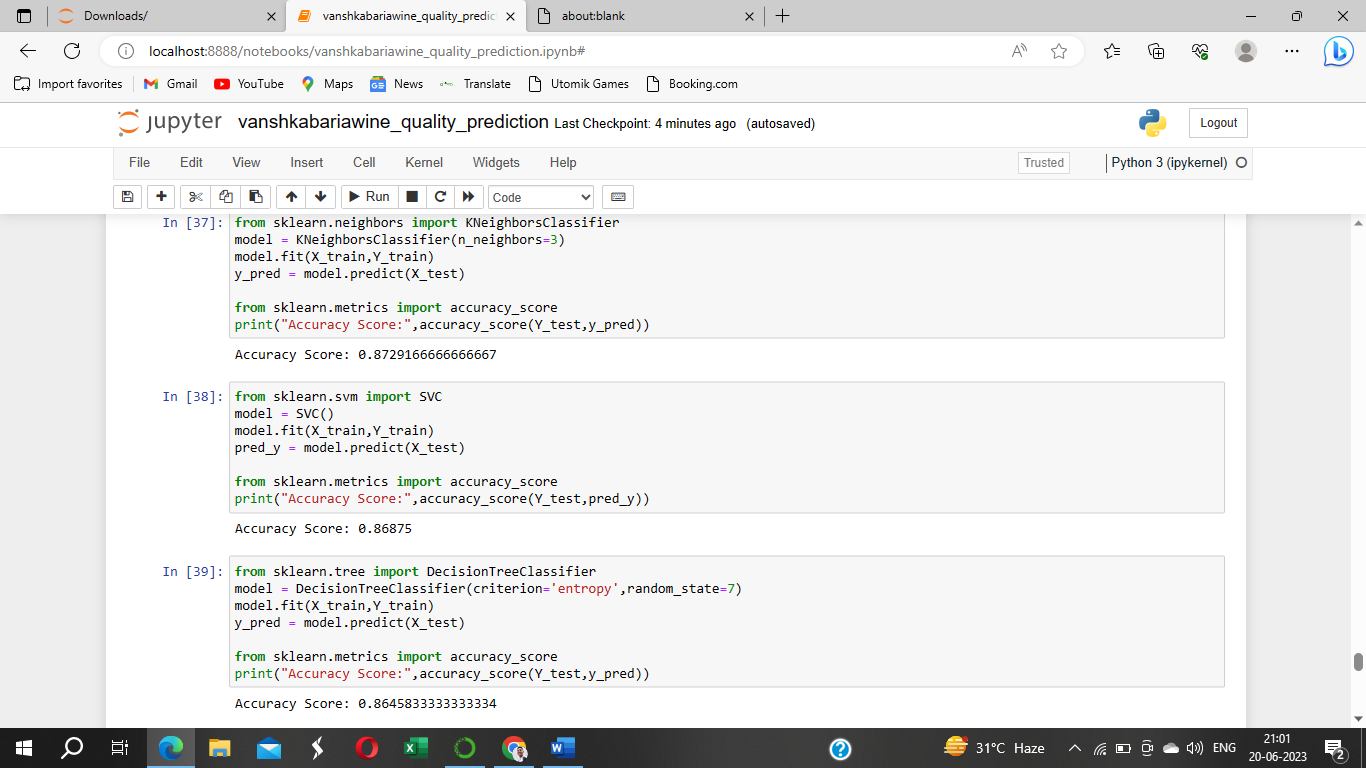 Downloads/
vanshkabariawine_quality_predic
about:blank
localhost:8888/notebooks/vanshkabariawine_quality_prediction.ipynb#
Import favorites
Gmail
YouTube
Maps
News
Translate
Utomik Games
Booking.com
jupyter
vanshkabariawine_quality_prediction Last Checkpoint: 4 minutes ago (autosaved)
Logout
File Edit View Insert Cell Kernel Widgets Help
Trusted
Python 3 (ipykernel)
Run
Code
In [37]:
from sklearn.neighbors import KNeighborsClassifier
model = KNeighborsClassifier(n_neighbors=3)
model.fit(X_train,Y_train)
y_pred = model.predict(X_test)
from sklearn.metrics import accuracy_score
print("Accuracy Score:",accuracy_score(Y_test,y_pred))
Accuracy Score: 0.8729166666666667
In [38]:
from sklearn.svm import SVC
model = SVC()
model.fit(X_train,Y_train)
pred_y = model.predict(X_test)
from sklearn.metrics import accuracy_score
print("Accuracy Score:",accuracy_score(Y_test,pred_y))
Accuracy Score: 0.86875
In [39]:
from sklearn.tree import DecisionTreeClassifier
model = DecisionTreeClassifier(criterion='entropy',random_state=7)
model.fit(X_train,Y_train)
y_pred = model.predict(X_test)
from sklearn.metrics import accuracy_score
print("Accuracy Score:",accuracy_score(Y_test,y_pred))
Accuracy Score: 0.8645833333333334
31°C Haze
ENG
21:01
20-06-2023
2